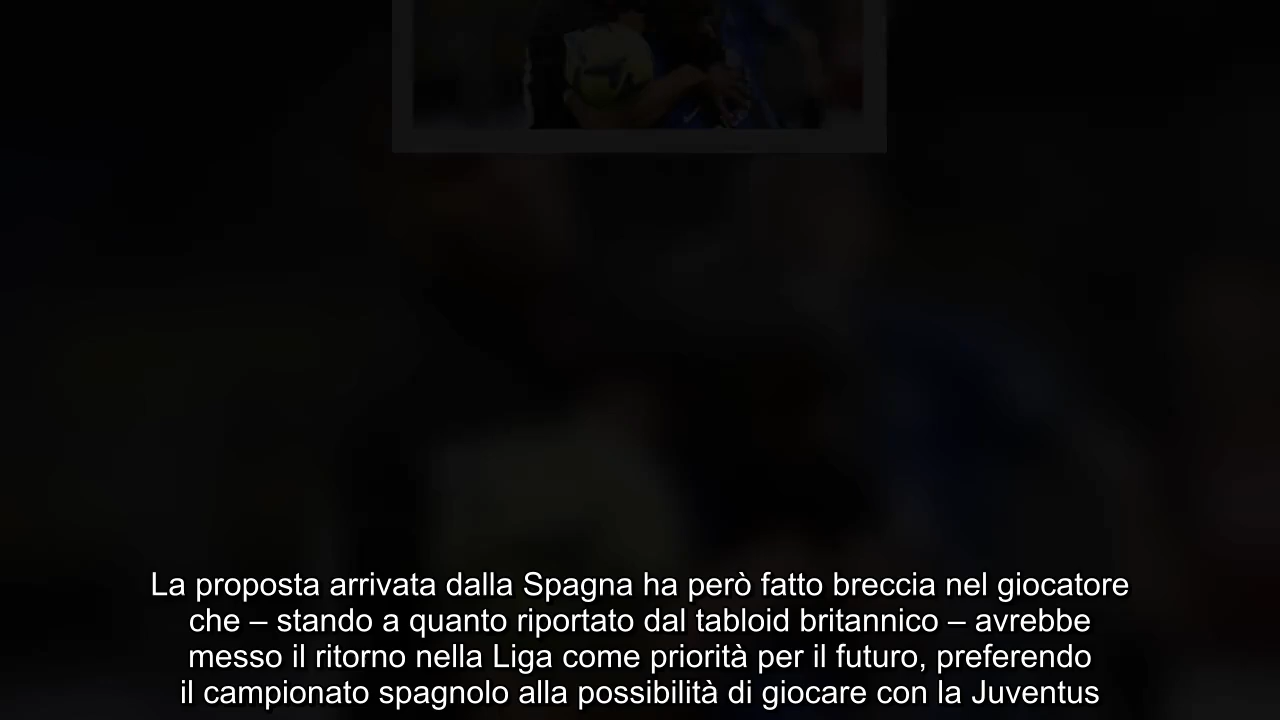 La proposta arrivata dalla Spagna ha però fatto breccia nel giocatore
che – stando a quanto riportato dal tabloid britannico – avrebbe
messo il ritorno nella Liga come priorità per il futuro, preferendo
il campionato spagnolo alla possibilità di giocare con la Juventus